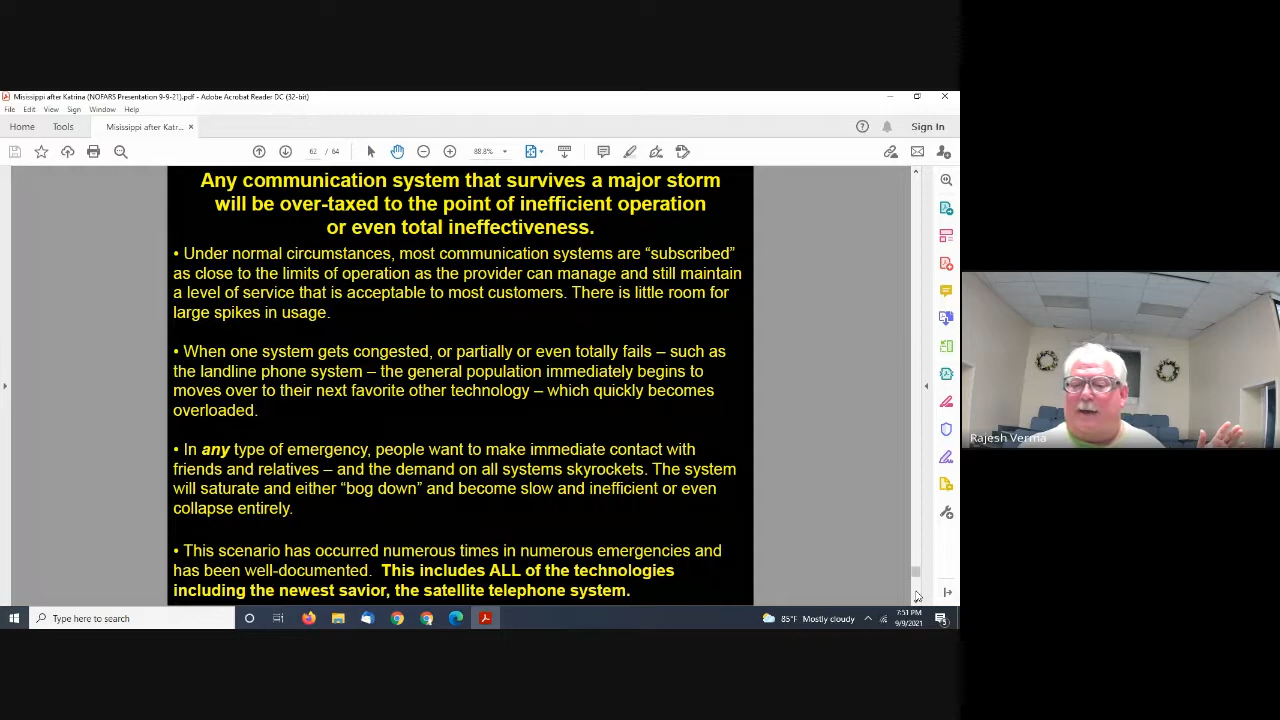 Misissippi after Katrina (NOFARS Presentation 9-9-21).pdf - Adobe Acrobat Reader DC (32-bit)
File Edit View Sign Window Help
Home Tools Misissippi after Katr... × Sign In
62 / 64 88.8%
Any communication system that survives a major storm
will be over-taxed to the point of inefficient operation
or even total ineffectiveness.
• Under normal circumstances, most communication systems are “subscribed”
as close to the limits of operation as the provider can manage and still maintain
a level of service that is acceptable to most customers. There is little room for
large spikes in usage.
• When one system gets congested, or partially or even totally fails – such as
the landline phone system – the general population immediately begins to
moves over to their next favorite other technology – which quickly becomes
overloaded.
• In any type of emergency, people want to make immediate contact with
friends and relatives – and the demand on all systems skyrockets. The system
will saturate and either “bog down” and become slow and inefficient or even
collapse entirely.
• This scenario has occurred numerous times in numerous emergencies and
has been well-documented. This includes ALL of the technologies
including the newest savior, the satellite telephone system.
Rajesh Verma
Type here to search
85°F Mostly cloudy
7:51 PM
9/9/2021